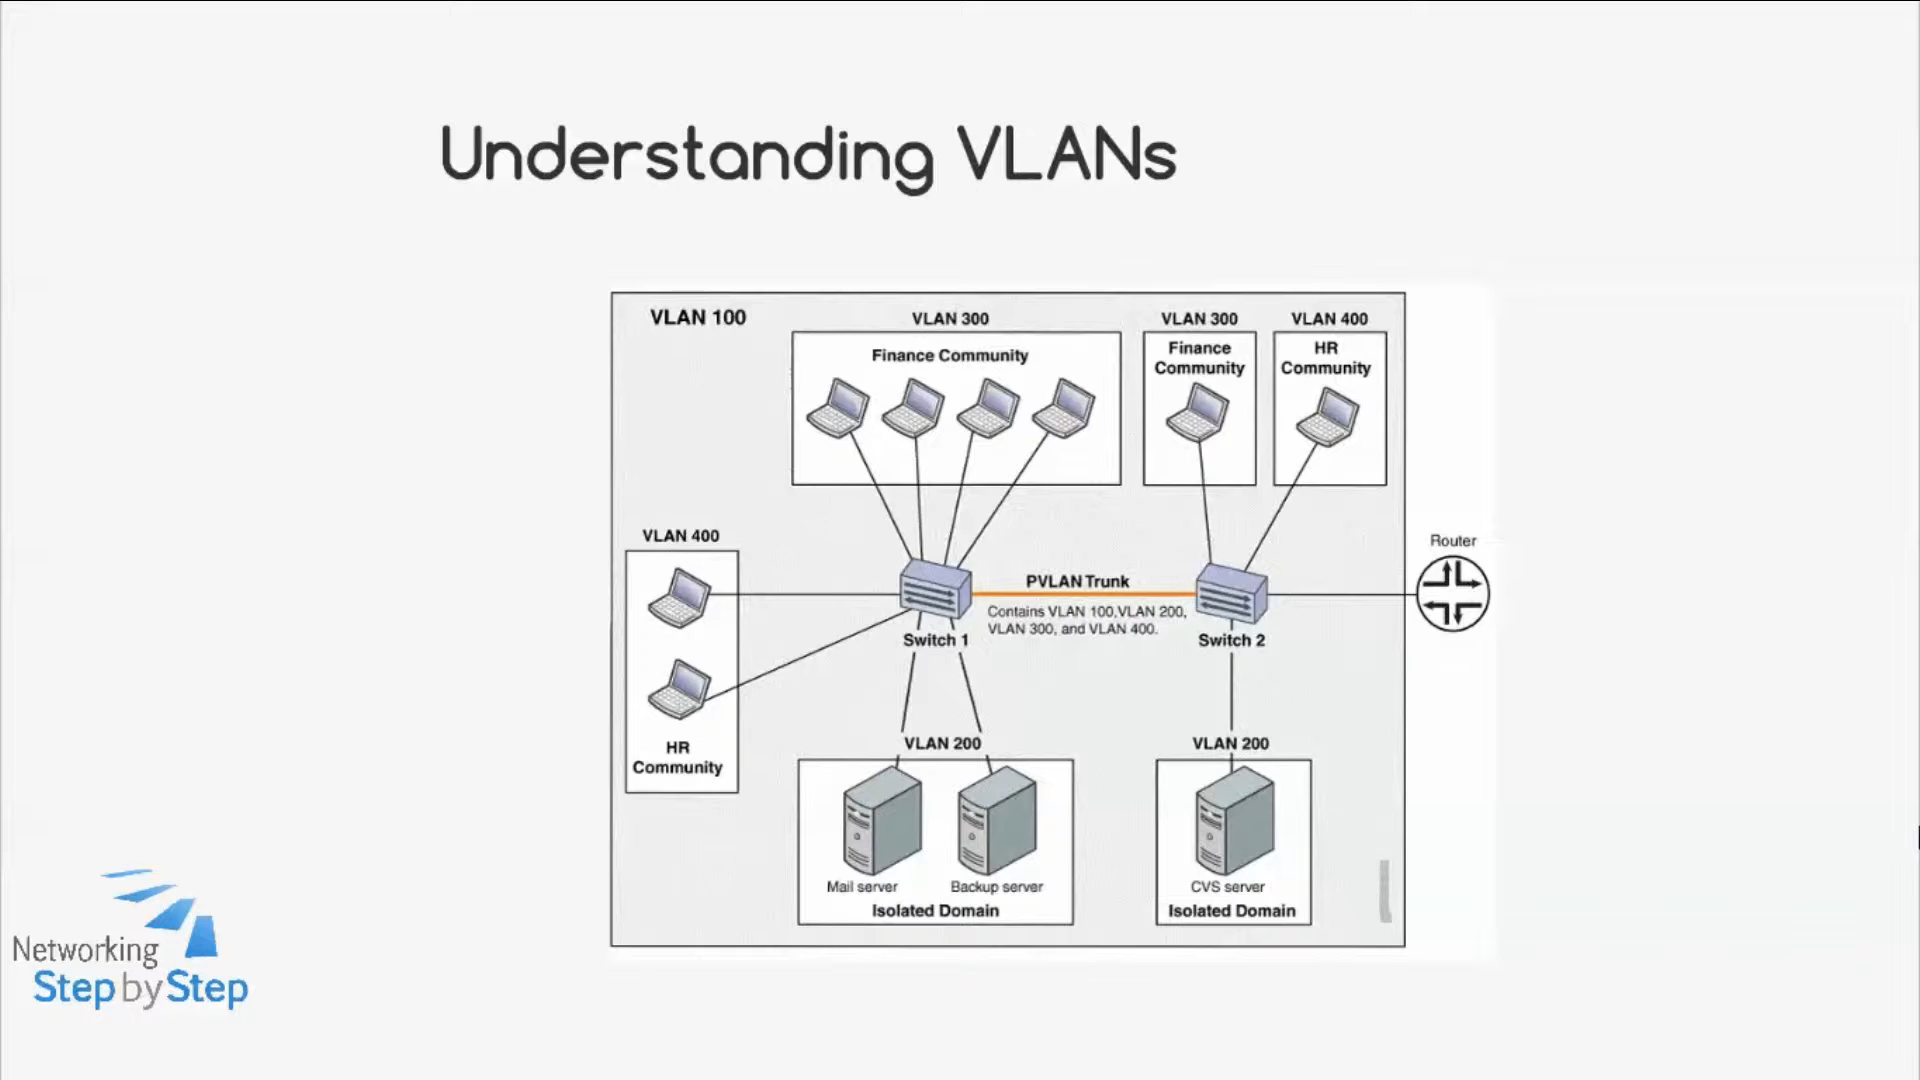 Understanding VLANs
VLAN 100
VLAN 300
Finance Community
VLAN 300
Finance
Community
VLAN 400
HR
Community
VLAN 400
HR
Community
Switch 1
PVLAN Trunk
Contains VLAN 100,VLAN 200,
VLAN 300, and VLAN 400.
Switch 2
Router
VLAN 200
Mail server
Backup server
Isolated Domain
VLAN 200
CVS server
Isolated Domain
Networking
Step by Step